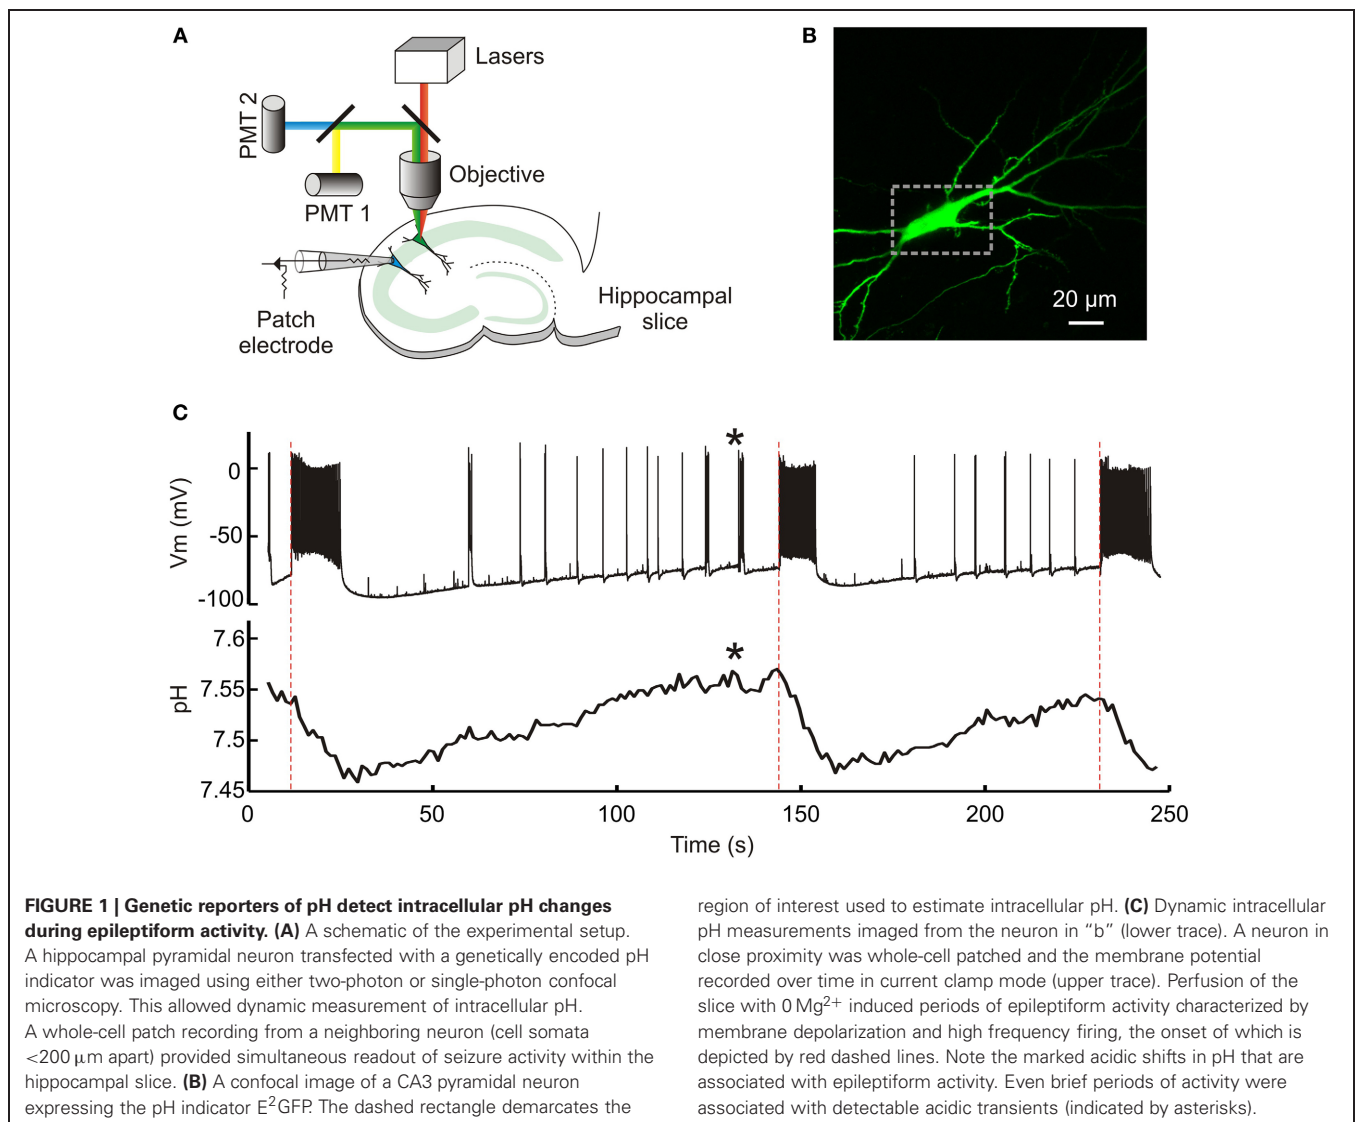 A
Lasers
PMT 2
PMT 1
Objective
Patch
electrode
Hippocampal
slice
B
20 µm
C
*
0
-50
-100
Vm (mV)
*
7.6
7.55
7.5
7.45
pH
0 50 100 150 200 250
Time (s)
FIGURE 1 | Genetic reporters of pH detect intracellular pH changes
during epileptiform activity. (A) A schematic of the experimental setup.
A hippocampal pyramidal neuron transfected with a genetically encoded pH
indicator was imaged using either two-photon or single-photon confocal
microscopy. This allowed dynamic measurement of intracellular pH.
A whole-cell patch recording from a neighboring neuron (cell somata
<200 µm apart) provided simultaneous readout of seizure activity within the
hippocampal slice. (B) A confocal image of a CA3 pyramidal neuron
expressing the pH indicator E²GFP. The dashed rectangle demarcates the
region of interest used to estimate intracellular pH. (C) Dynamic intracellular
pH measurements imaged from the neuron in “b” (lower trace). A neuron in
close proximity was whole-cell patched and the membrane potential
recorded over time in current clamp mode (upper trace). Perfusion of the
slice with 0 Mg²⁺ induced periods of epileptiform activity characterized by
membrane depolarization and high frequency firing, the onset of which is
depicted by red dashed lines. Note the marked acidic shifts in pH that are
associated with epileptiform activity. Even brief periods of activity were
associated with detectable acidic transients (indicated by asterisks).